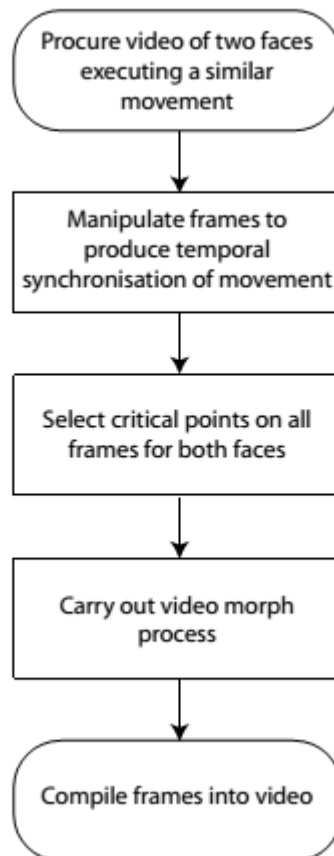 Procure video of two faces
executing a similar
movement
Manipulate frames to
produce temporal
synchronisation of movement
Select critical points on all
frames for both faces
Carry out video morph
process
Compile frames into video